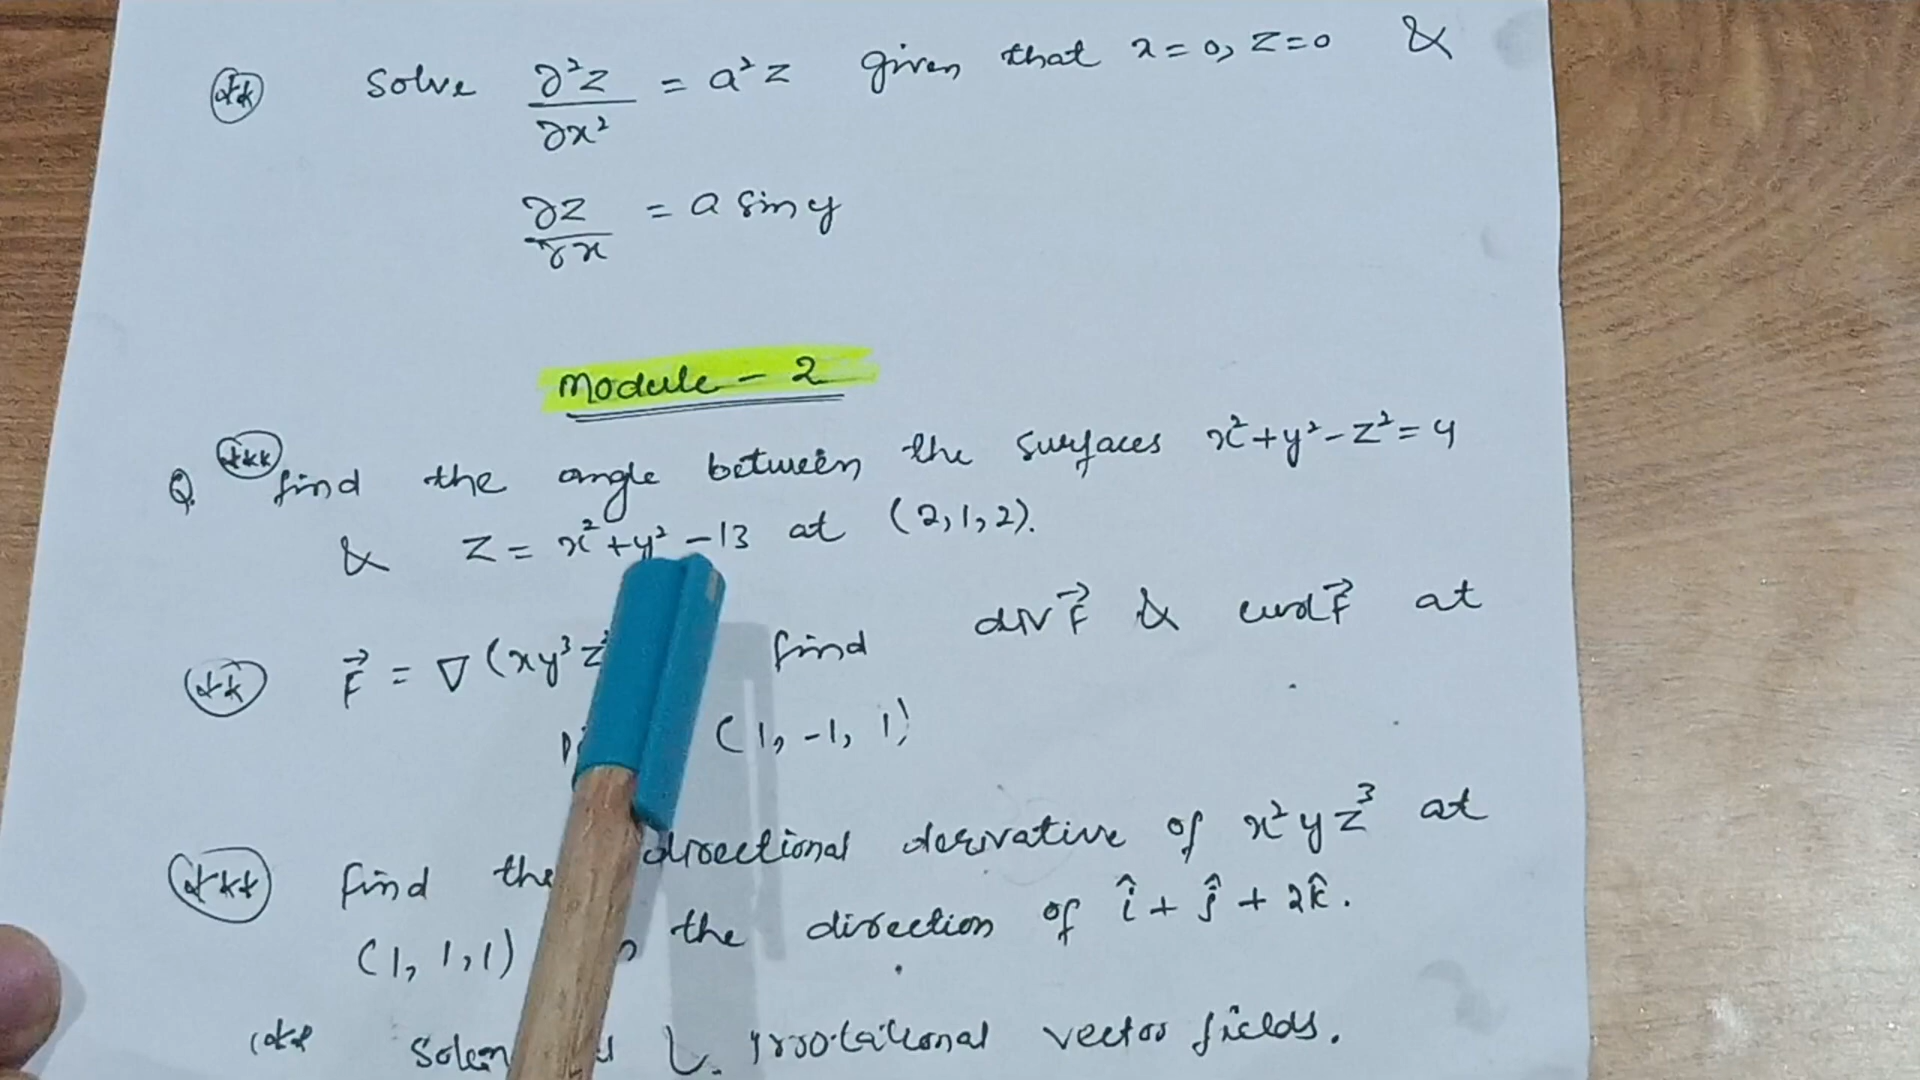 ** Solve ∂²z/∂x² = a²z given that x=0, z=0 &
∂z/∂x = a sin y
Module - 2
Q. *** find the angle between the surfaces x²+y²-z²=4
& z = x²+y²-13 at (2,1,2).
** F⃗ = ∇(xy³z find div F⃗ & curl F⃗ at
(1, -1, 1)
*** find the directional derivative of x²yz³ at
(1, 1, 1) the direction of î + ĵ + 2k̂.
** irrotational vector fields.